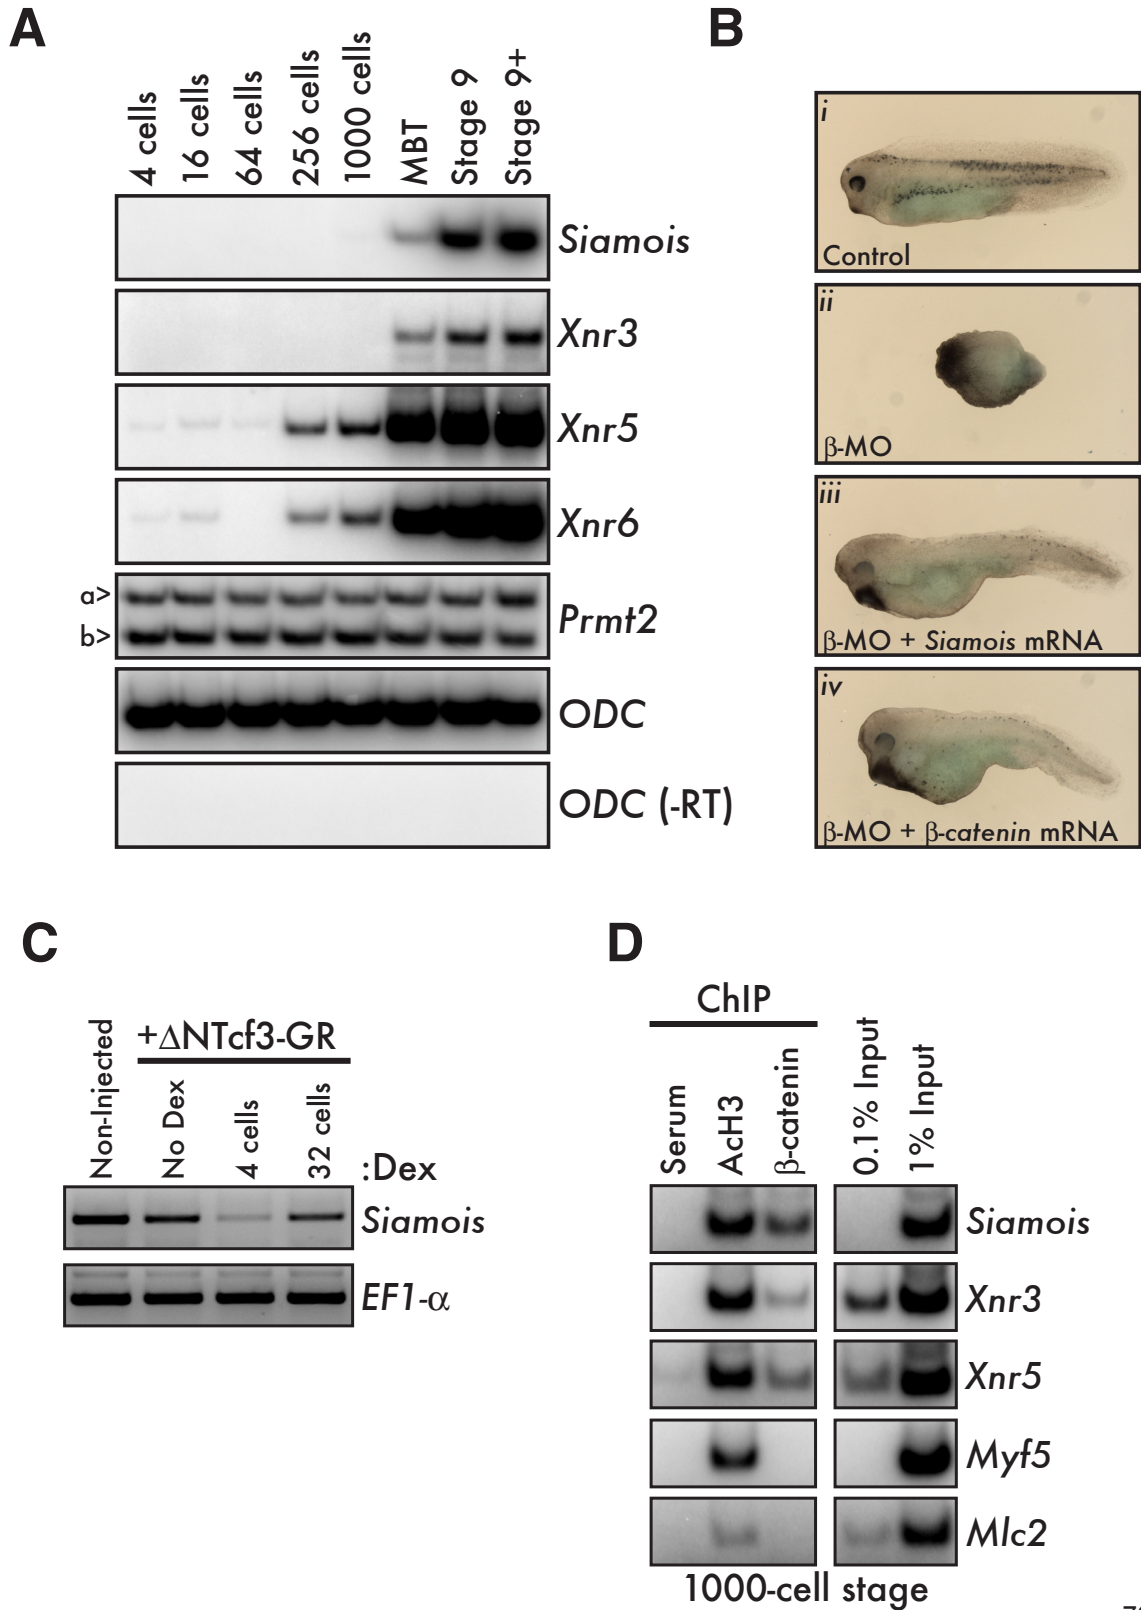 A
4 cells
16 cells
64 cells
256 cells
1000 cells
MBT
Stage 9
Stage 9+
Siamois
Xnr3
Xnr5
Xnr6
a>
b>
Prmt2
ODC
ODC (-RT)
B
i
Control
ii
β-MO
iii
β-MO + Siamois mRNA
iv
β-MO + β-catenin mRNA
C
Non-Injected
+ΔNTcf3-GR
No Dex
4 cells
32 cells
:Dex
Siamois
EF1-α
D
ChIP
Serum
AcH3
β-catenin
0.1% Input
1% Input
Siamois
Xnr3
Xnr5
Myf5
Mlc2
1000-cell stage